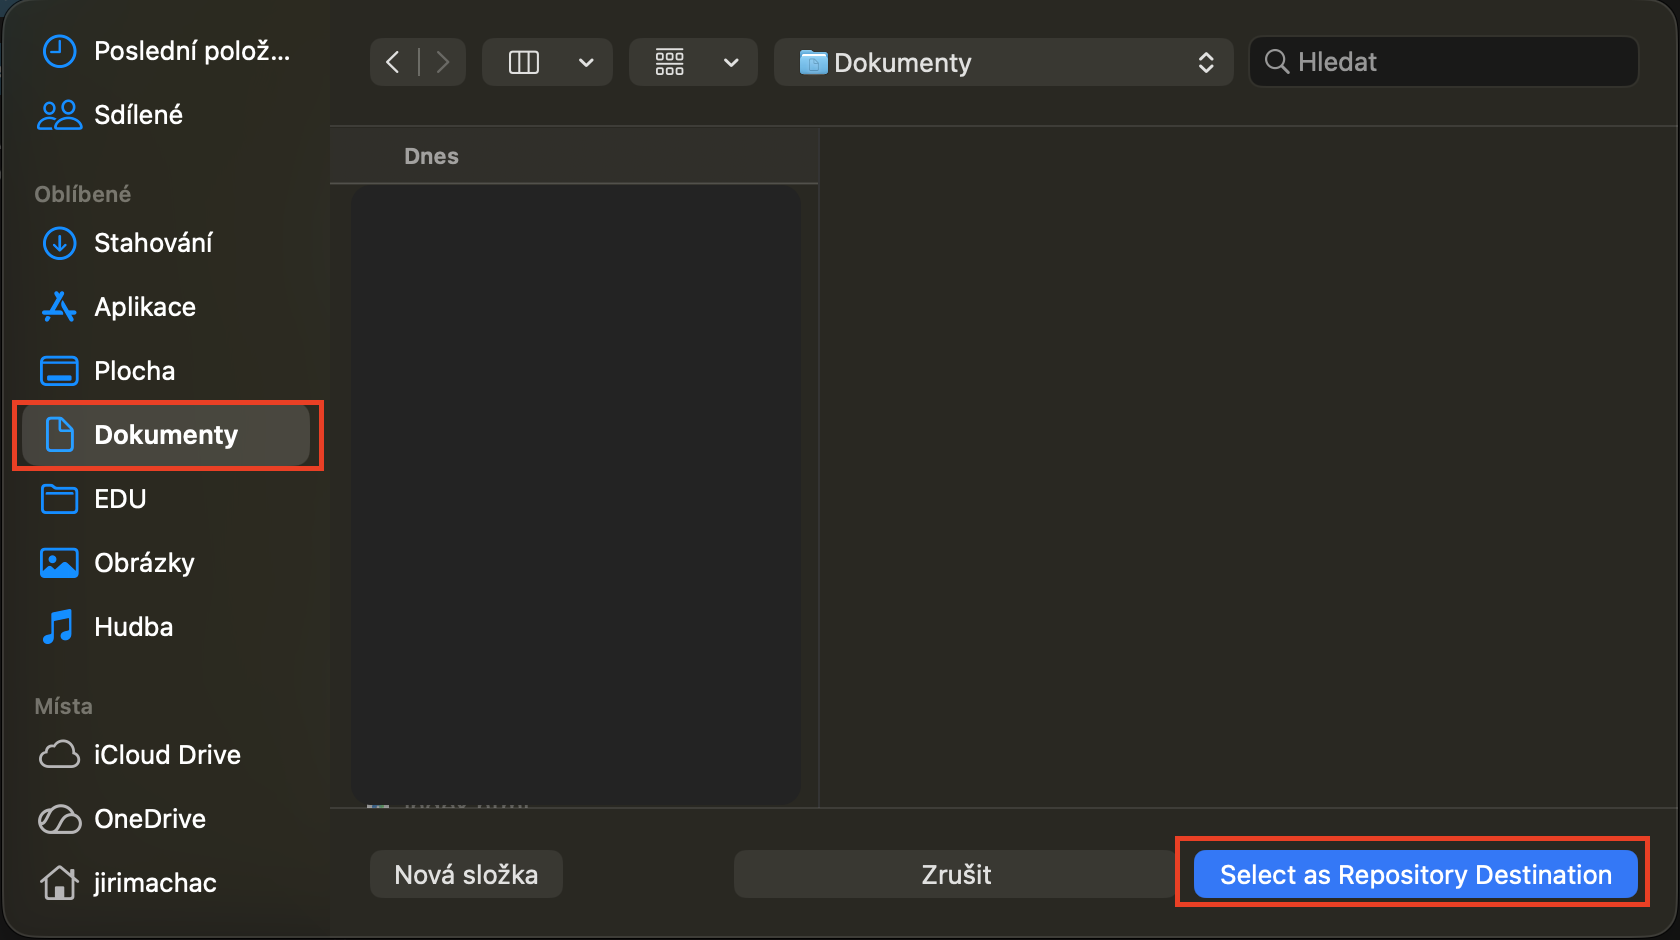 Poslední polož...
Sdílené
Oblíbené
Stahování
Aplikace
Plocha
Dokumenty
EDU
Obrázky
Hudba
Místa
iCloud Drive
OneDrive
jirimachac
Dokumenty
Hledat
Dnes
Nová složka
Zrušit
Select as Repository Destination